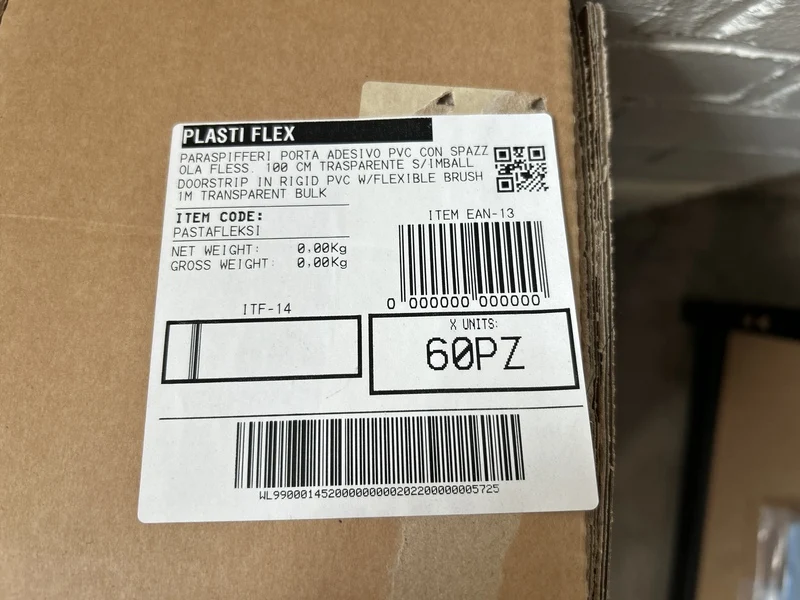 PLASTI FLEX
PARASPIFFERI PORTA ADESIVO PVC CON SPAZZ
OLA FLESS. 100 CM TRASPARENTE S/IMBALL
DOORSTRIP IN RIGID PVC W/FLEXIBLE BRUSH
1M TRANSPARENT BULK
ITEM CODE:
PASTAFLEKSI
NET WEIGHT: 0,00Kg
GROSS WEIGHT: 0,00Kg
ITEM EAN-13
0 000000 000000
ITF-14
X UNITS:
60PZ
WL990001452000000000202200000005725